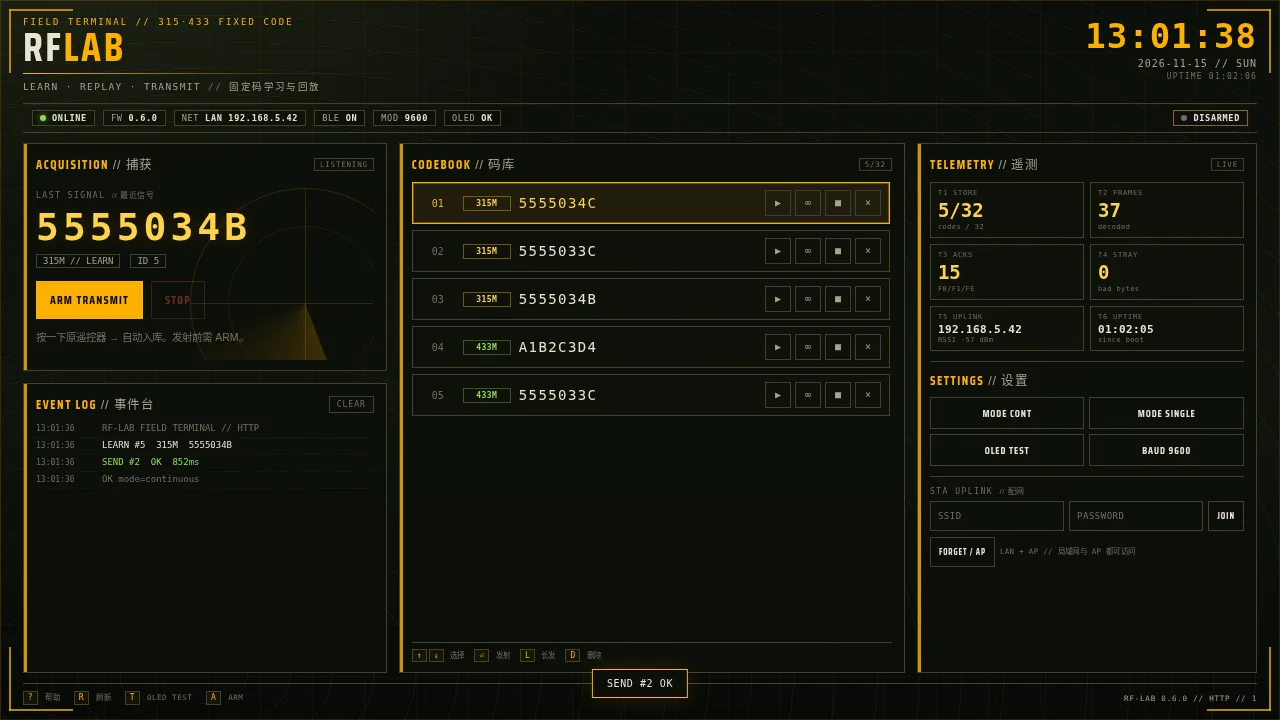 FIELD TERMINAL // 315·433 FIXED CODE
RFLAB
LEARN · REPLAY · TRANSMIT // 固定码学习与回放
13:01:38
2026-11-15 // SUN
UPTIME 01:02:06
ONLINE
FW 0.6.0
NET LAN 192.168.5.42
BLE ON
MOD 9600
OLED OK
DISARMED
ACQUISITION // 捕获
LISTENING
LAST SIGNAL // 最近信号
5555034B
315M // LEARN
ID 5
ARM TRANSMIT
STOP
按一下原遥控器 → 自动入库。发射前需 ARM。
EVENT LOG // 事件台
CLEAR
13:01:36 RF-LAB FIELD TERMINAL // HTTP
13:01:36 LEARN #5 315M 5555034B
13:01:36 SEND #2 OK 852ms
13:01:36 OK mode=continuous
CODEBOOK // 码库
5/32
01 315M 5555034C ▶ ∞ ■ ×
02 315M 5555033C ▶ ∞ ■ ×
03 315M 5555034B ▶ ∞ ■ ×
04 433M A1B2C3D4 ▶ ∞ ■ ×
05 433M 5555033C ▶ ∞ ■ ×
↑ ↓ 选择 ⏎ 发射 L 长发 D 删除
TELEMETRY // 遥测
LIVE
T1 STORE
5/32
codes / 32
T2 FRAMES
37
decoded
T3 ACKS
15
F0/F1/FE
T4 STRAY
0
bad bytes
T5 UPLINK
192.168.5.42
RSSI -57 dBm
T6 UPTIME
01:02:05
since boot
SETTINGS // 设置
MODE CONT
MODE SINGLE
OLED TEST
BAUD 9600
STA UPLINK // 配网
SSID
PASSWORD
JOIN
FORGET / AP
LAN + AP // 局域网与 AP 都可访问
SEND #2 OK
? 帮助 R 刷新 T OLED TEST A ARM
RF-LAB 0.6.0 // HTTP // 1